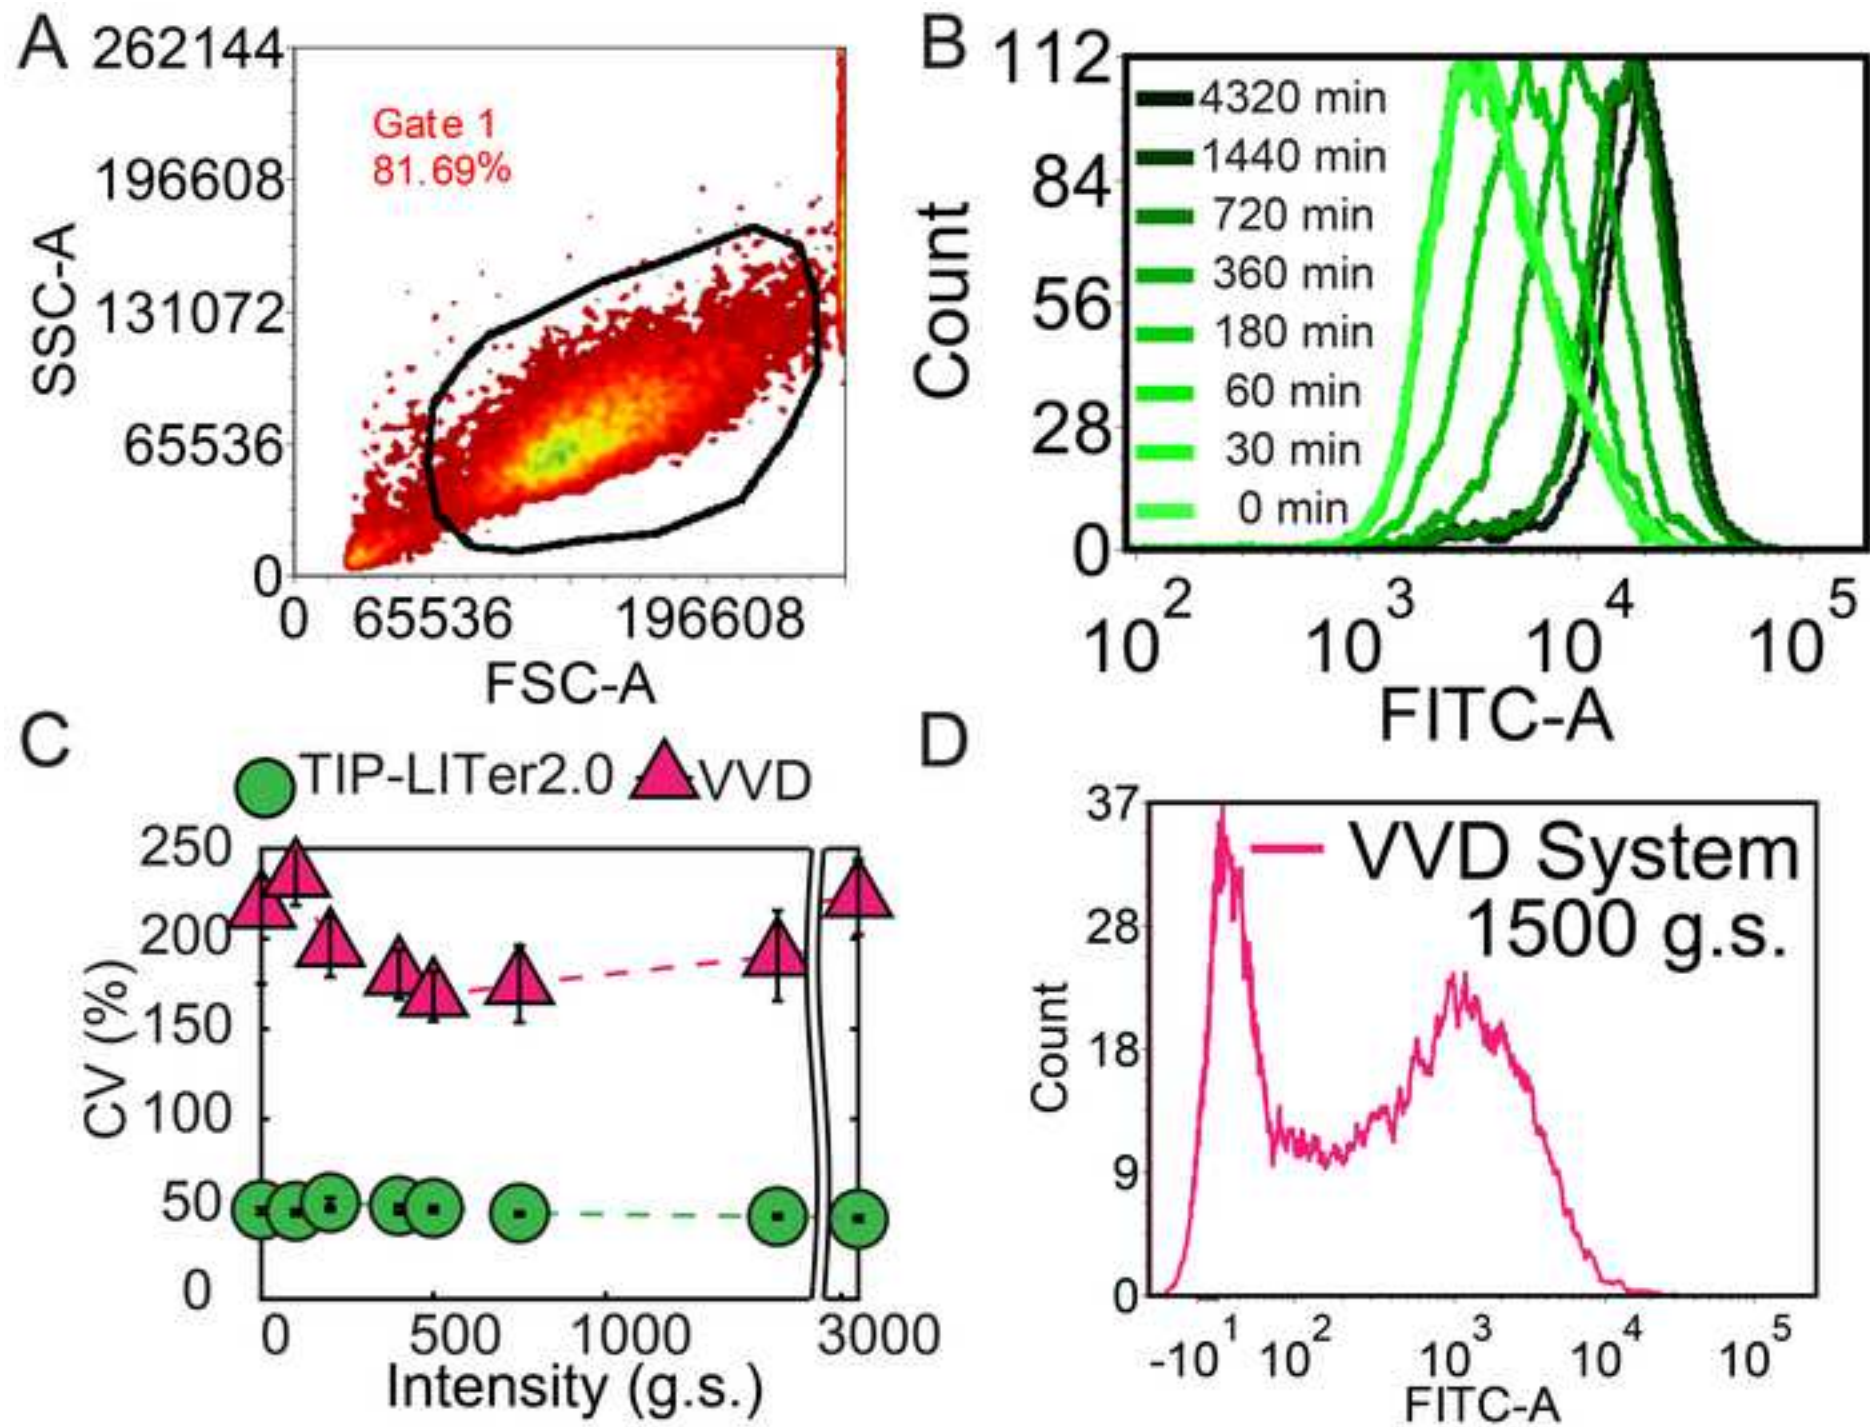 A
262144
196608
131072
65536
0
SSC-A
Gate 1
81.69%
0 65536 196608
FSC-A
B
112
84
56
28
0
Count
4320 min
1440 min
720 min
360 min
180 min
60 min
30 min
0 min
10^2 10^3 10^4 10^5
FITC-A
C
TIP-LITer2.0 VVD
250
200
150
100
50
0
CV (%)
0 500 1000 3000
Intensity (g.s.)
D
37
28
18
9
0
Count
VVD System
1500 g.s.
-10^1 10^2 10^3 10^4 10^5
FITC-A